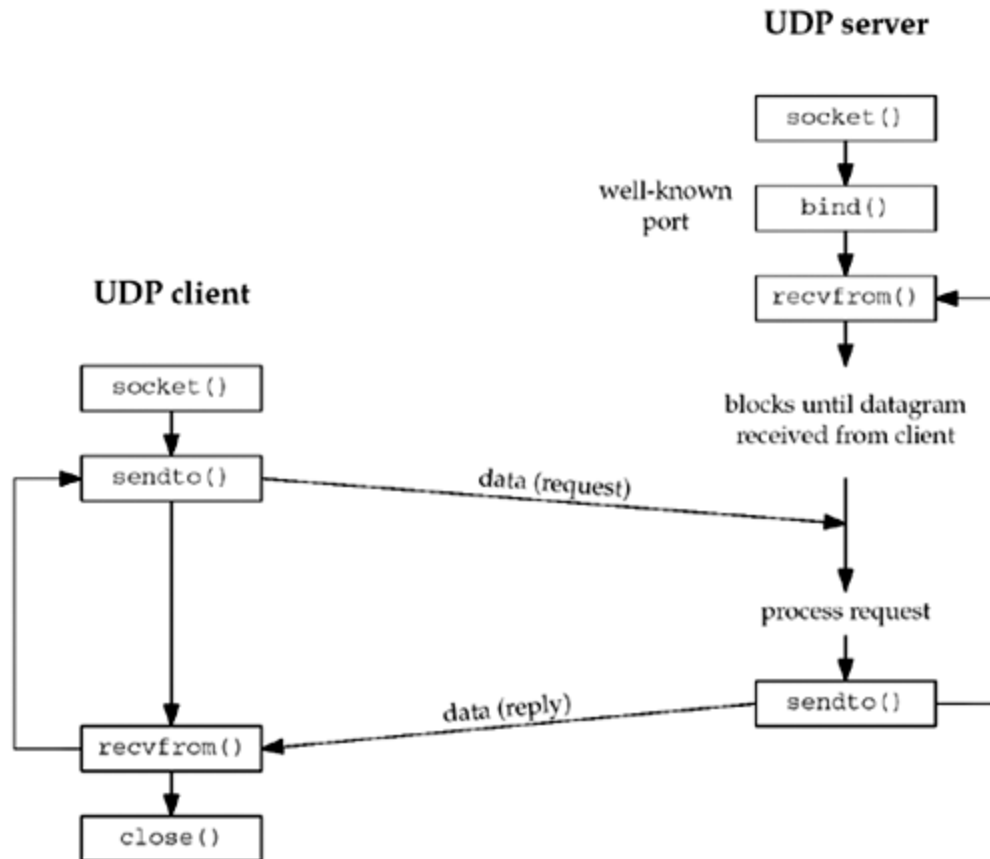 UDP server
socket()
well-known
port
bind()
recvfrom()
UDP client
socket()
blocks until datagram
received from client
sendto()
data (request)
process request
sendto()
data (reply)
recvfrom()
close()